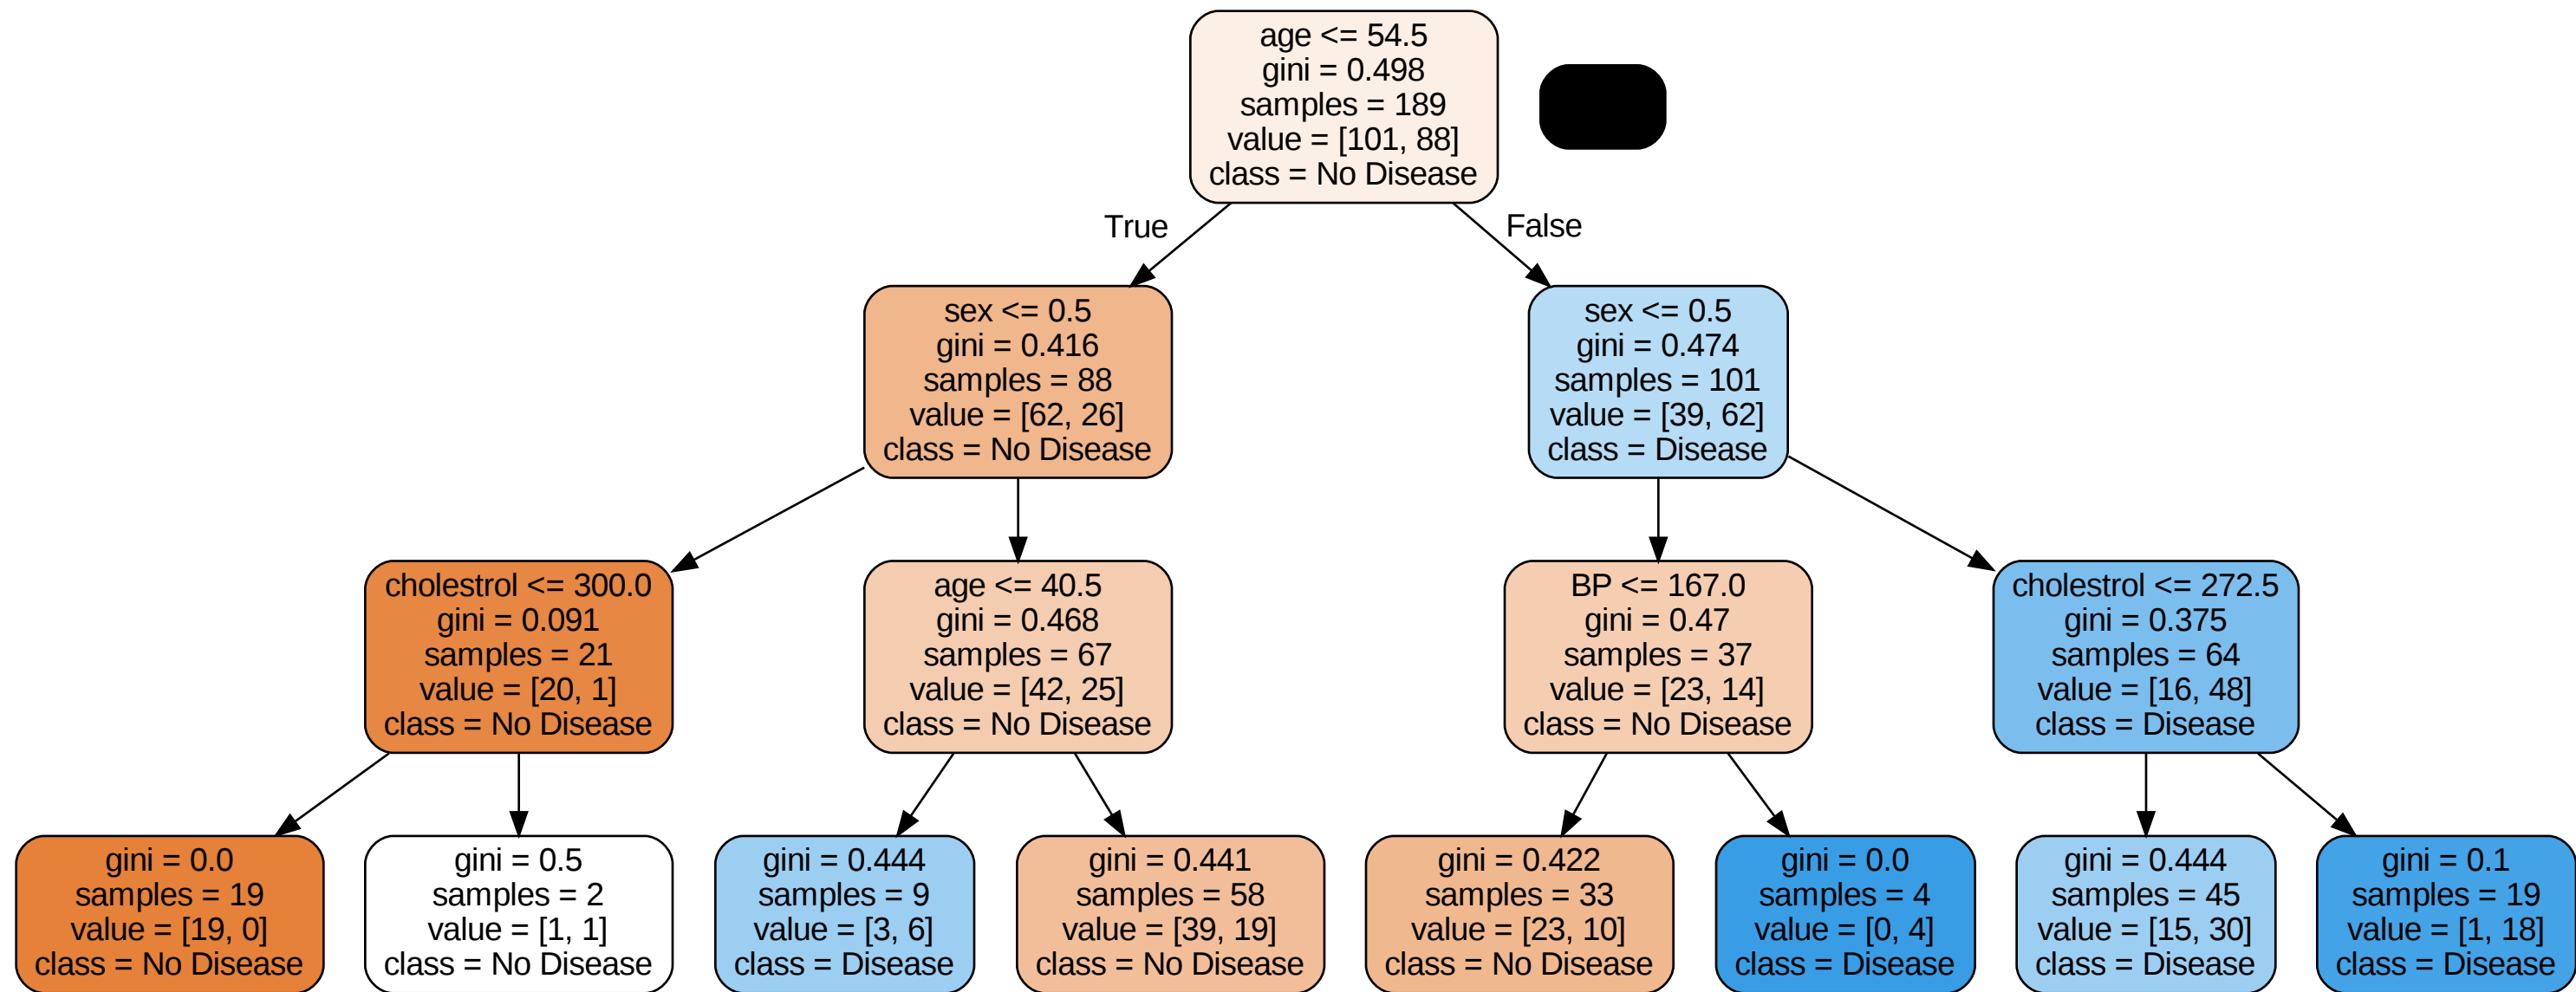 age <= 54.5
gini = 0.498
samples = 189
value = [101, 88]
class = No Disease
True
False
sex <= 0.5
gini = 0.416
samples = 88
value = [62, 26]
class = No Disease
sex <= 0.5
gini = 0.474
samples = 101
value = [39, 62]
class = Disease
cholestrol <= 300.0
gini = 0.091
samples = 21
value = [20, 1]
class = No Disease
age <= 40.5
gini = 0.468
samples = 67
value = [42, 25]
class = No Disease
BP <= 167.0
gini = 0.47
samples = 37
value = [23, 14]
class = No Disease
cholestrol <= 272.5
gini = 0.375
samples = 64
value = [16, 48]
class = Disease
gini = 0.0
samples = 19
value = [19, 0]
class = No Disease
gini = 0.5
samples = 2
value = [1, 1]
class = No Disease
gini = 0.444
samples = 9
value = [3, 6]
class = Disease
gini = 0.441
samples = 58
value = [39, 19]
class = No Disease
gini = 0.422
samples = 33
value = [23, 10]
class = No Disease
gini = 0.0
samples = 4
value = [0, 4]
class = Disease
gini = 0.444
samples = 45
value = [15, 30]
class = Disease
gini = 0.1
samples = 19
value = [1, 18]
class = Disease